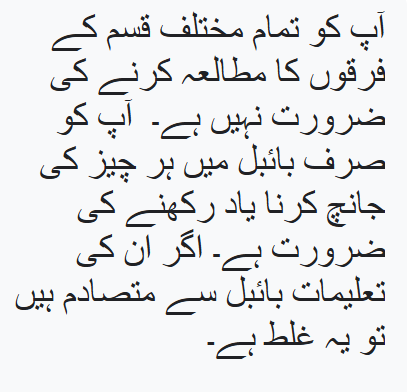 آپ کو تمام مختلف قسم کے
فرقوں کا مطالعہ کرنے کی
ضرورت نہیں ہے۔ آپ کو
صرف بائبل میں ہر چیز کی
جانچ کرنا یاد رکھنے کی
ضرورت ہے۔ اگر ان کی
تعلیمات بائبل سے متصادم ہیں
تو یہ غلط ہے۔